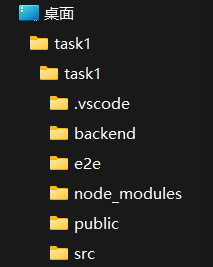 桌面
task1
task1
.vscode
backend
e2e
node_modules
public
src